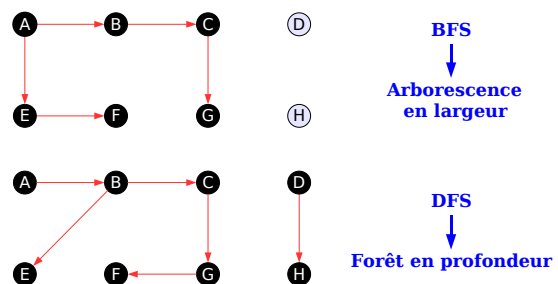 A B C D
BFS
Arborescence
en largeur
E F G H
A B C D
DFS
Forêt en profondeur
E F G H